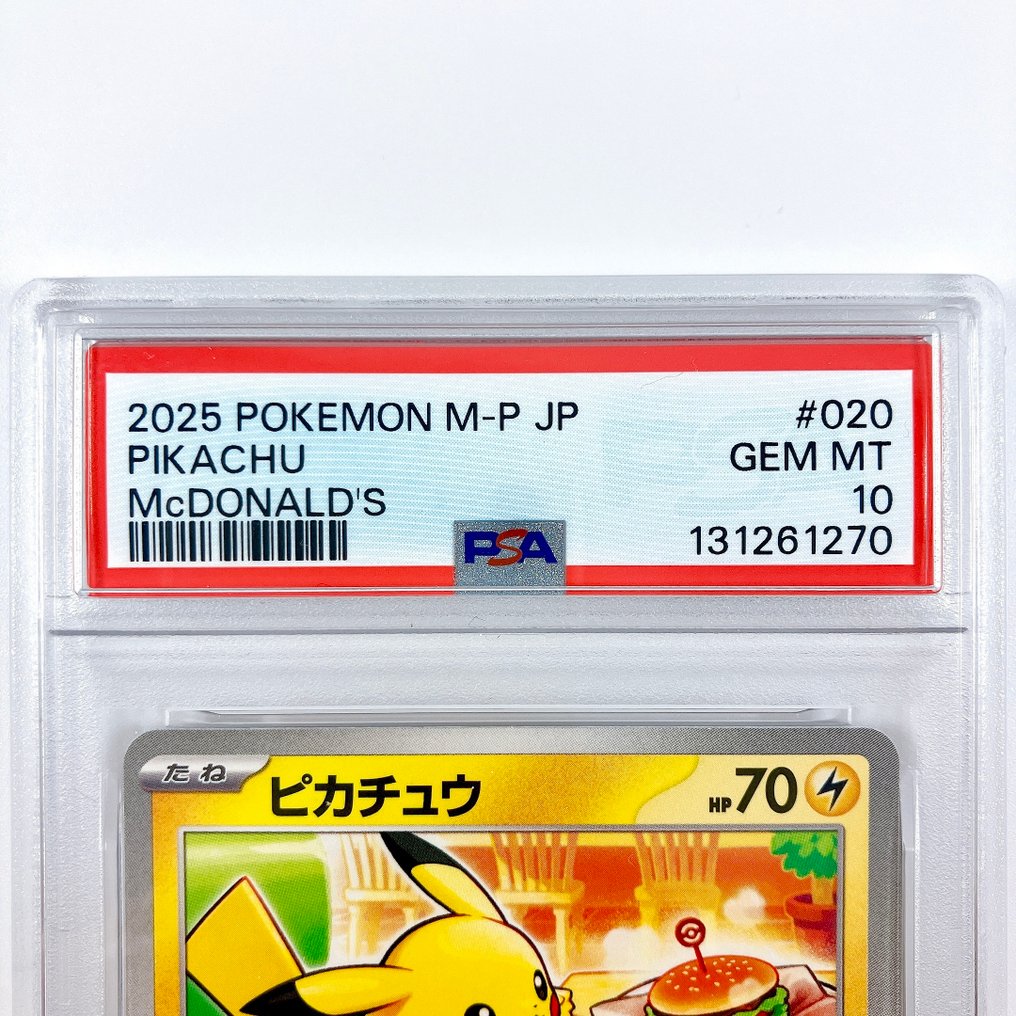 2025 POKEMON M-P JP #020
PIKACHU GEM MT
McDONALD'S 10
PSA 131261270
たね ピカチュウ HP70